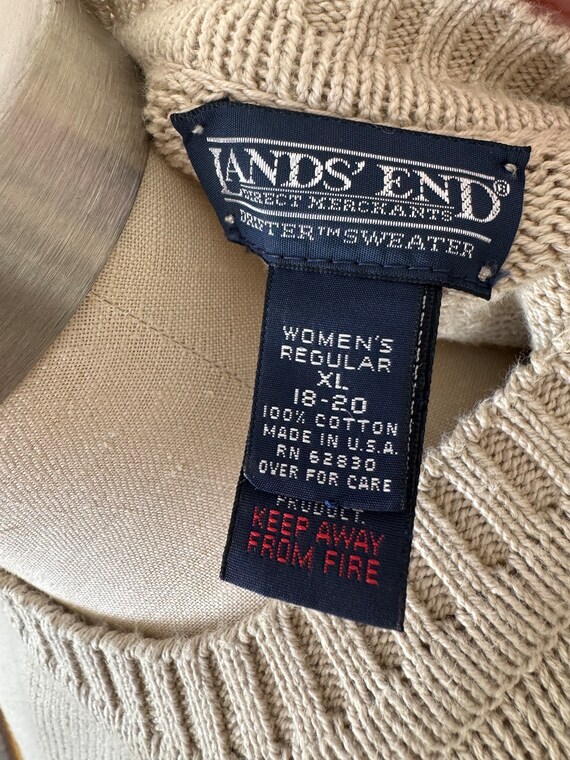 LANDS' END®
DIRECT MERCHANTS
DRIFTER™ SWEATER
WOMEN'S
REGULAR
XL
18-20
100% COTTON
MADE IN U.S.A.
RN 62830
OVER FOR CARE
PRODUCT.
KEEP AWAY
FROM FIRE